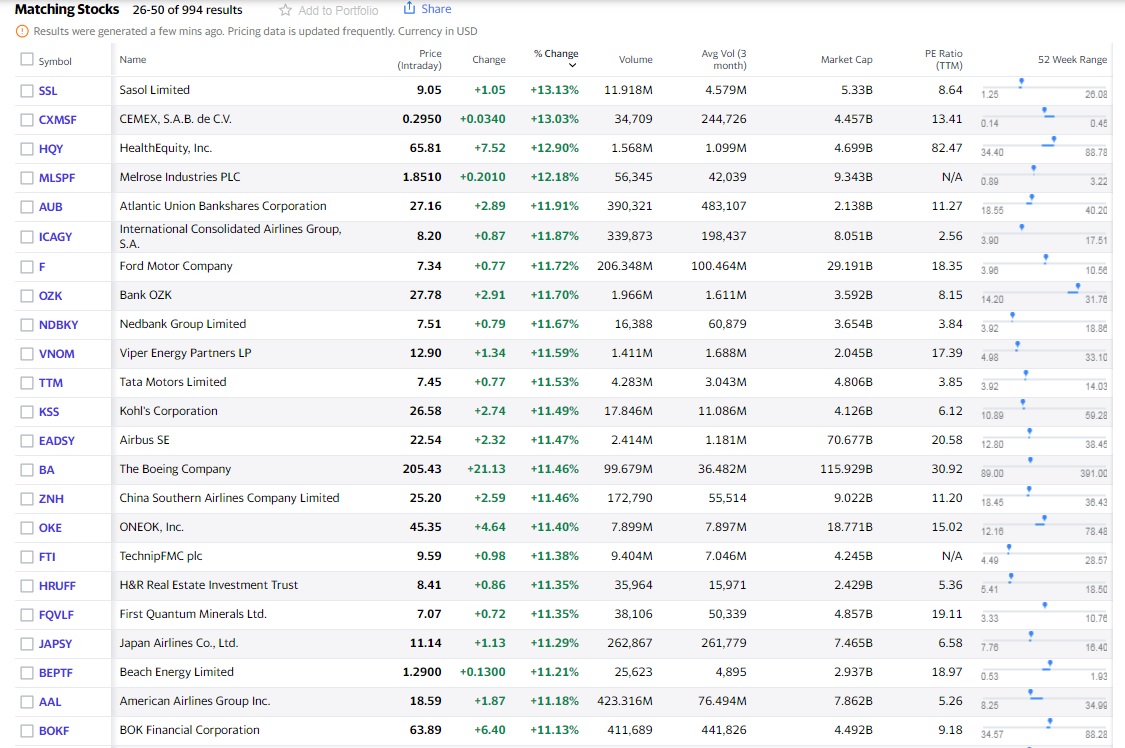 Matching Stocks 26-50 of 994 results Add to Portfolio Share
Results were generated a few mins ago. Pricing data is updated frequently. Currency in USD
Symbol Name Price (Intraday) Change % Change Volume Avg Vol (3 month) Market Cap PE Ratio (TTM) 52 Week Range
SSL Sasol Limited 9.05 +1.05 +13.13% 11.918M 4.579M 5.33B 8.64 1.25 26.08
CXMSF CEMEX, S.A.B. de C.V. 0.2950 +0.0340 +13.03% 34,709 244,726 4.457B 13.41 0.14 0.45
HQY HealthEquity, Inc. 65.81 +7.52 +12.90% 1.568M 1.099M 4.699B 82.47 34.40 88.78
MLSPF Melrose Industries PLC 1.8510 +0.2010 +12.18% 56,345 42,039 9.343B N/A 0.89 3.22
AUB Atlantic Union Bankshares Corporation 27.16 +2.89 +11.91% 390,321 483,107 2.138B 11.27 18.55 40.20
ICAGY International Consolidated Airlines Group, S.A. 8.20 +0.87 +11.87% 339,873 198,437 8.051B 2.56 3.90 17.51
F Ford Motor Company 7.34 +0.77 +11.72% 206.348M 100.464M 29.191B 18.35 3.96 10.56
OZK Bank OZK 27.78 +2.91 +11.70% 1.966M 1.611M 3.592B 8.15 14.20 31.76
NDBKY Nedbank Group Limited 7.51 +0.79 +11.67% 16,388 60,879 3.654B 3.84 3.92 18.86
VNOM Viper Energy Partners LP 12.90 +1.34 +11.59% 1.411M 1.688M 2.045B 17.39 4.98 33.10
TTM Tata Motors Limited 7.45 +0.77 +11.53% 4.283M 3.043M 4.806B 3.85 3.92 14.03
KSS Kohl's Corporation 26.58 +2.74 +11.49% 17.846M 11.086M 4.126B 6.12 10.89 59.28
EADSY Airbus SE 22.54 +2.32 +11.47% 2.414M 1.181M 70.677B 20.58 12.80 38.45
BA The Boeing Company 205.43 +21.13 +11.46% 99.679M 36.482M 115.929B 30.92 89.00 391.00
ZNH China Southern Airlines Company Limited 25.20 +2.59 +11.46% 172,790 55,514 9.022B 11.20 18.45 36.43
OKE ONEOK, Inc. 45.35 +4.64 +11.40% 7.899M 7.897M 18.771B 15.02 12.16 78.48
FTI TechnipFMC plc 9.59 +0.98 +11.38% 9.404M 7.046M 4.245B N/A 4.49 28.57
HRUFF H&R Real Estate Investment Trust 8.41 +0.86 +11.35% 35,964 15,971 2.429B 5.36 5.41 18.50
FQVLF First Quantum Minerals Ltd. 7.07 +0.72 +11.35% 38,106 50,339 4.857B 19.11 3.33 10.76
JAPSY Japan Airlines Co., Ltd. 11.14 +1.13 +11.29% 262,867 261,779 7.465B 6.58 7.76 16.40
BEPTF Beach Energy Limited 1.2900 +0.1300 +11.21% 25,623 4,895 2.937B 18.97 0.53 1.93
AAL American Airlines Group Inc. 18.59 +1.87 +11.18% 423.316M 76.494M 7.862B 5.26 8.25 34.99
BOKF BOK Financial Corporation 63.89 +6.40 +11.13% 411,689 441,826 4.492B 9.18 34.57 88.28